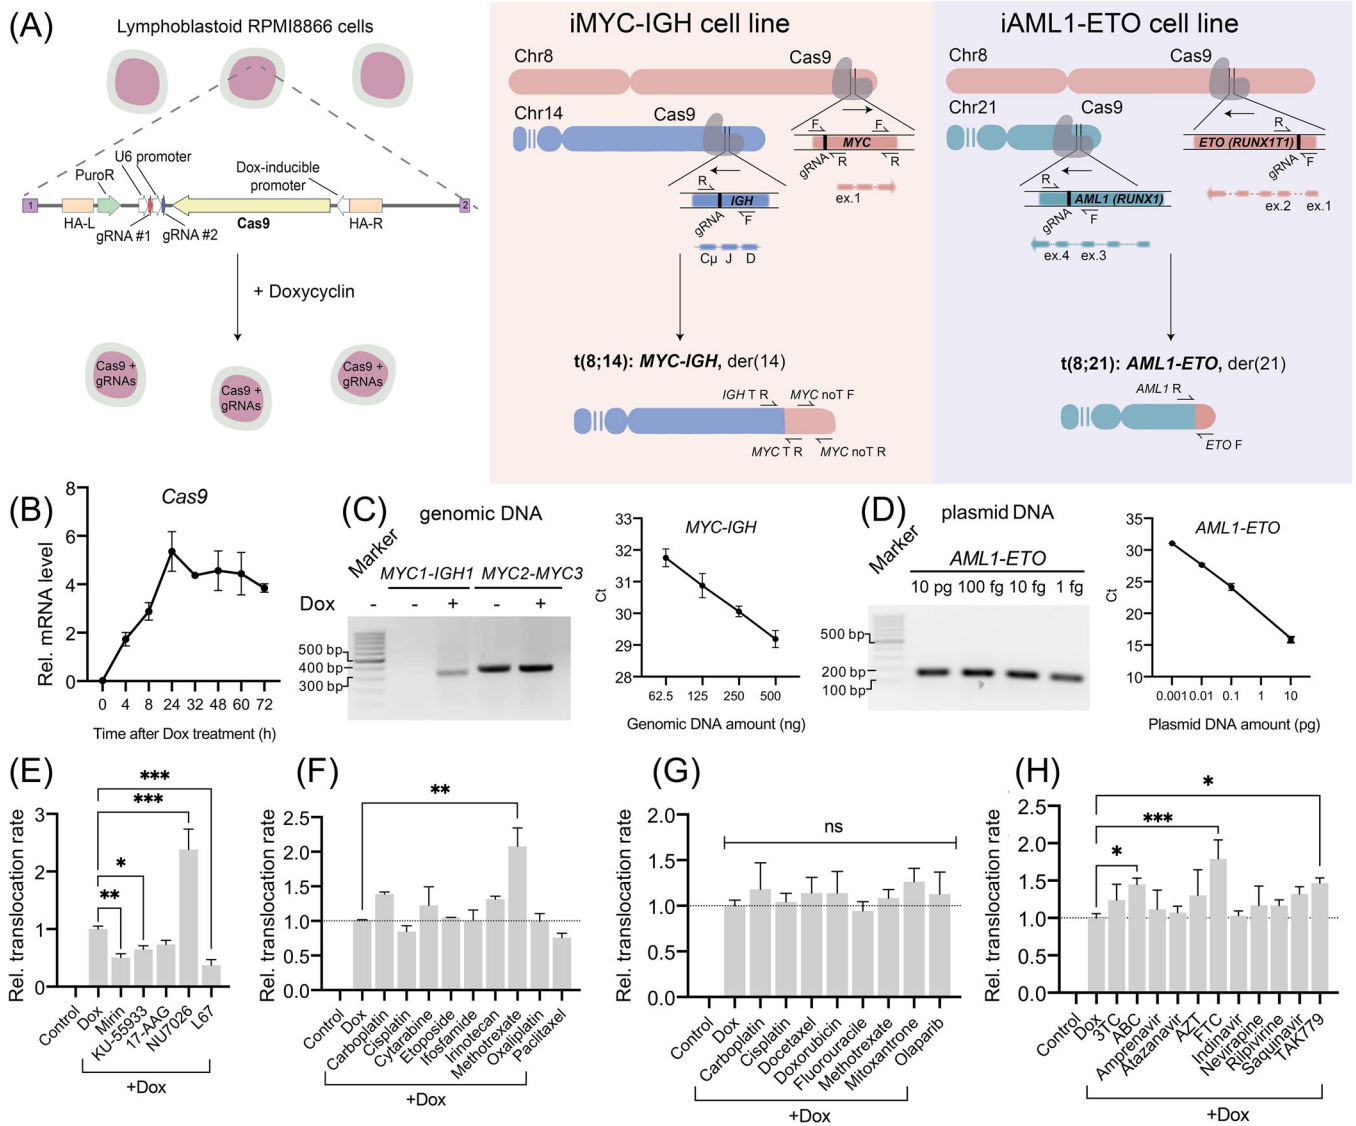 (A)
Lymphoblastoid RPMI8866 cells
U6 promoter
PuroR
Dox-inducible
promoter
1
2
HA-L
gRNA #1
gRNA #2
Cas9
HA-R
+ Doxycyclin
Cas9 +
gRNAs
Cas9 +
gRNAs
Cas9 +
gRNAs
iMYC-IGH cell line
Chr8
Cas9
Chr14
Cas9
F
F
MYC
gRNA
R
R
ex.1
R
IGH
gRNA
F
Cμ J D
t(8;14): MYC-IGH, der(14)
IGH T R
MYC noT F
MYC T R
MYC noT R
iAML1-ETO cell line
Chr8
Cas9
Chr21
Cas9
R
ETO (RUNX1T1)
gRNA
F
ex.2 ex.1
R
AML1 (RUNX1)
gRNA
F
ex.4 ex.3
t(8;21): AML1-ETO, der(21)
AML1 R
ETO F
(B)
Cas9
Rel. mRNA level
8
6
4
2
0
0 4 8 24 32 48 60 72
Time after Dox treatment (h)
(C)
genomic DNA
Marker
MYC1-IGH1 MYC2-MYC3
Dox - - + - +
500 bp
400 bp
300 bp
MYC-IGH
Ct
33
32
31
30
29
28
62.5 125 250 500
Genomic DNA amount (ng)
(D)
plasmid DNA
Marker
AML1-ETO
10 pg 100 fg 10 fg 1 fg
500 bp
200 bp
100 bp
AML1-ETO
Ct
35
30
25
20
15
10
0.001 0.01 0.1 1 10
Plasmid DNA amount (pg)
(E)
Rel. translocation rate
3
2
1
0
***
***
*
**
Control
Dox
Mirin
KU-55933
17-AAG
NU7026
L67
+Dox
(F)
Rel. translocation rate
2.5
2.0
1.5
1.0
0.5
0.0
**
Control
Dox
Carboplatin
Cisplatin
Cytarabine
Etoposide
Ifosfamide
Irinotecan
Methotrexate
Oxaliplatin
Paclitaxel
+Dox
(G)
Rel. translocation rate
2.0
1.5
1.0
0.5
0.0
ns
Control
Dox
Carboplatin
Cisplatin
Docetaxel
Doxorubicin
Fluorouracile
Methotrexate
Mitoxantrone
Olaparib
+Dox
(H)
Rel. translocation rate
2.5
2.0
1.5
1.0
0.5
0.0
*
***
*
Control
Dox
3TC
ABC
Amprenavir
Atazanavir
AZT
FTC
Indinavir
Nevirapine
Rilpivirine
Saquinavir
TAK779
+Dox